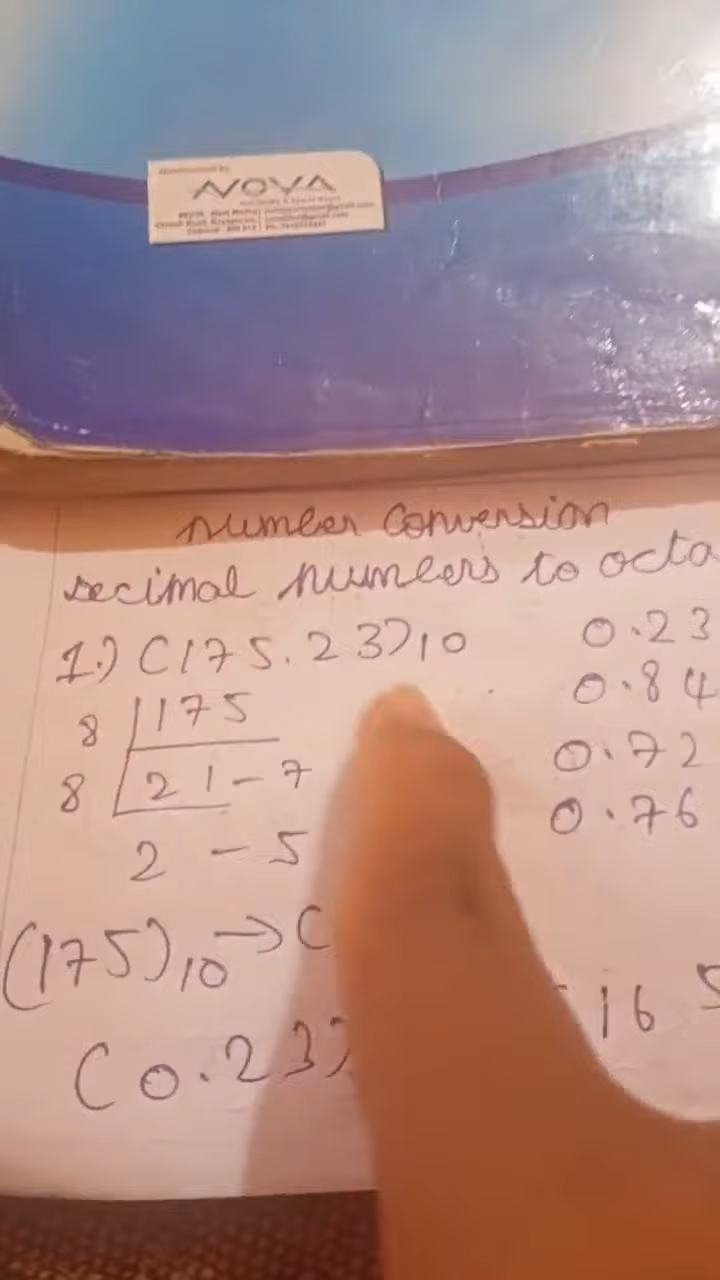 NOVA
number conversion
Decimal numbers to octa
1.) (175.23)10
0.23
8 175
0.84
8 21 - 7
0.72
2 - 5
0.76
(175)10 → (
165
(0.23)